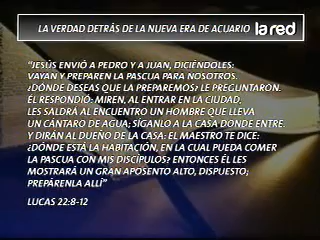 LA VERDAD DETRÁS DE LA NUEVA ERA DE ACUARIO la red
"JESÚS ENVIÓ A PEDRO Y A JUAN, DICIÉNDOLES:
VAYAN Y PREPAREN LA PASCUA PARA NOSOTROS.
¿DÓNDE DESEAS QUE LA PREPAREMOS? LE PREGUNTARON.
ÉL RESPONDIÓ: MIREN, AL ENTRAR EN LA CIUDAD,
LES SALDRÁ AL ENCUENTRO UN HOMBRE QUE LLEVA
UN CÁNTARO DE AGUA; SÍGANLO A LA CASA DONDE ENTRE.
Y DIRÁN AL DUEÑO DE LA CASA: EL MAESTRO TE DICE:
¿DÓNDE ESTÁ LA HABITACIÓN, EN LA CUAL PUEDA COMER
LA PASCUA CON MIS DISCÍPULOS? ENTONCES ÉL LES
MOSTRARÁ UN GRAN APOSENTO ALTO, DISPUESTO;
PREPÁRENLA ALLÍ"
LUCAS 22:8-12